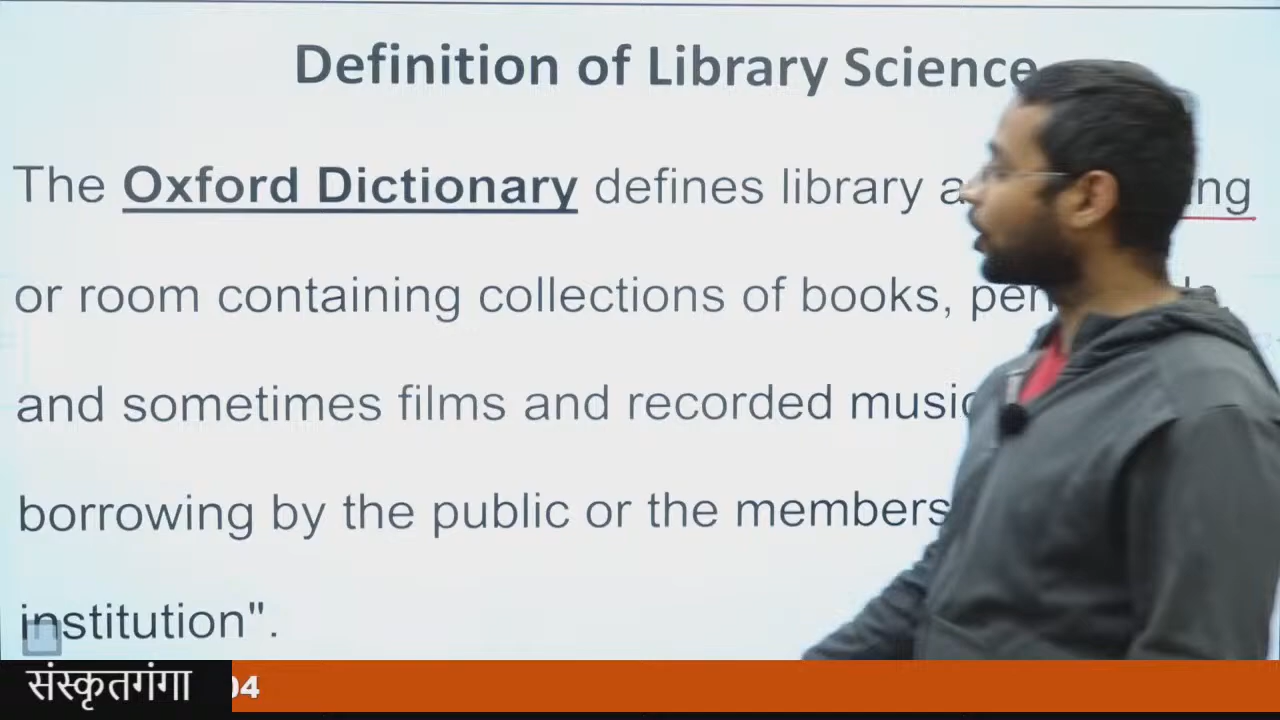 Definition of Library Science
The Oxford Dictionary defines library
or room containing collections of books,
and sometimes films and recorded music
borrowing by the public or the members
institution".
संस्कृतगंगा 04